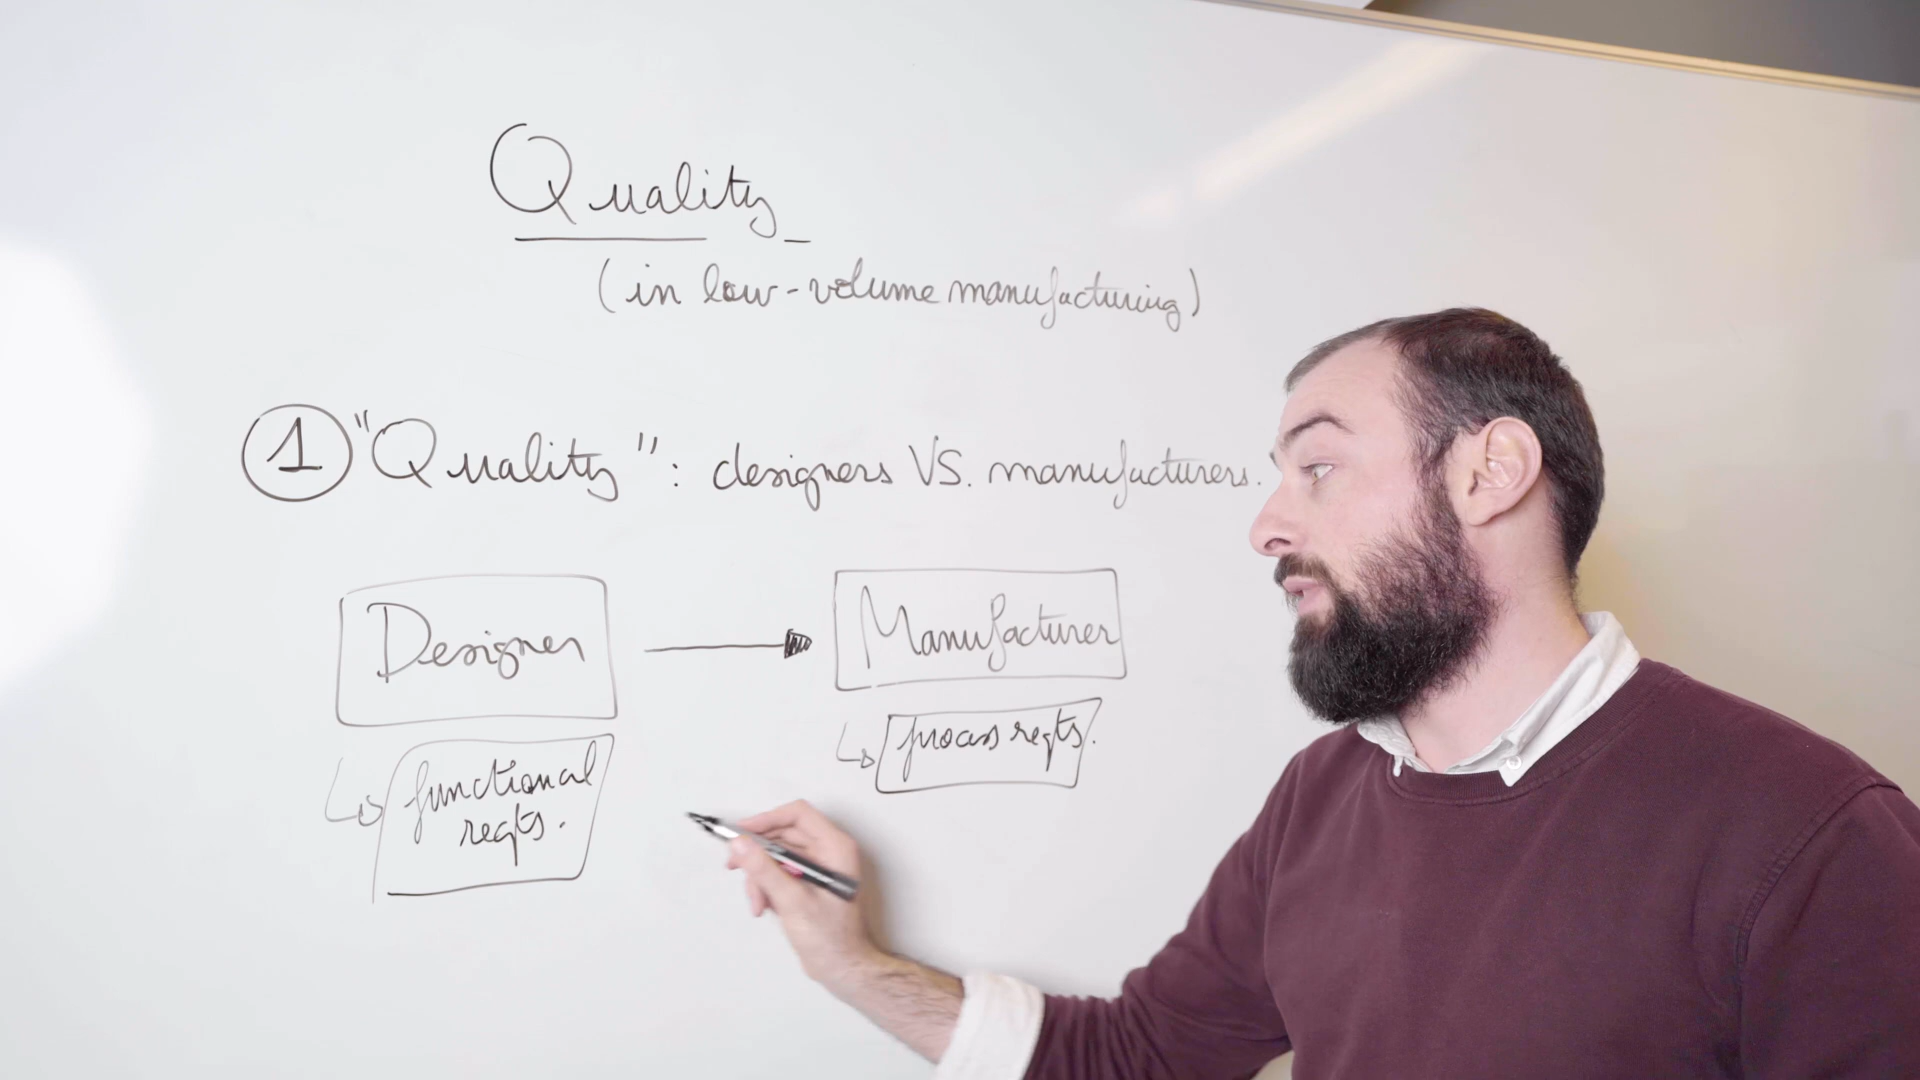 Quality
(in low-volume manufacturing)
1 "Quality": designers VS. manufacturers.
Designer
Manufacturer
functional
reqts.
process reqts.